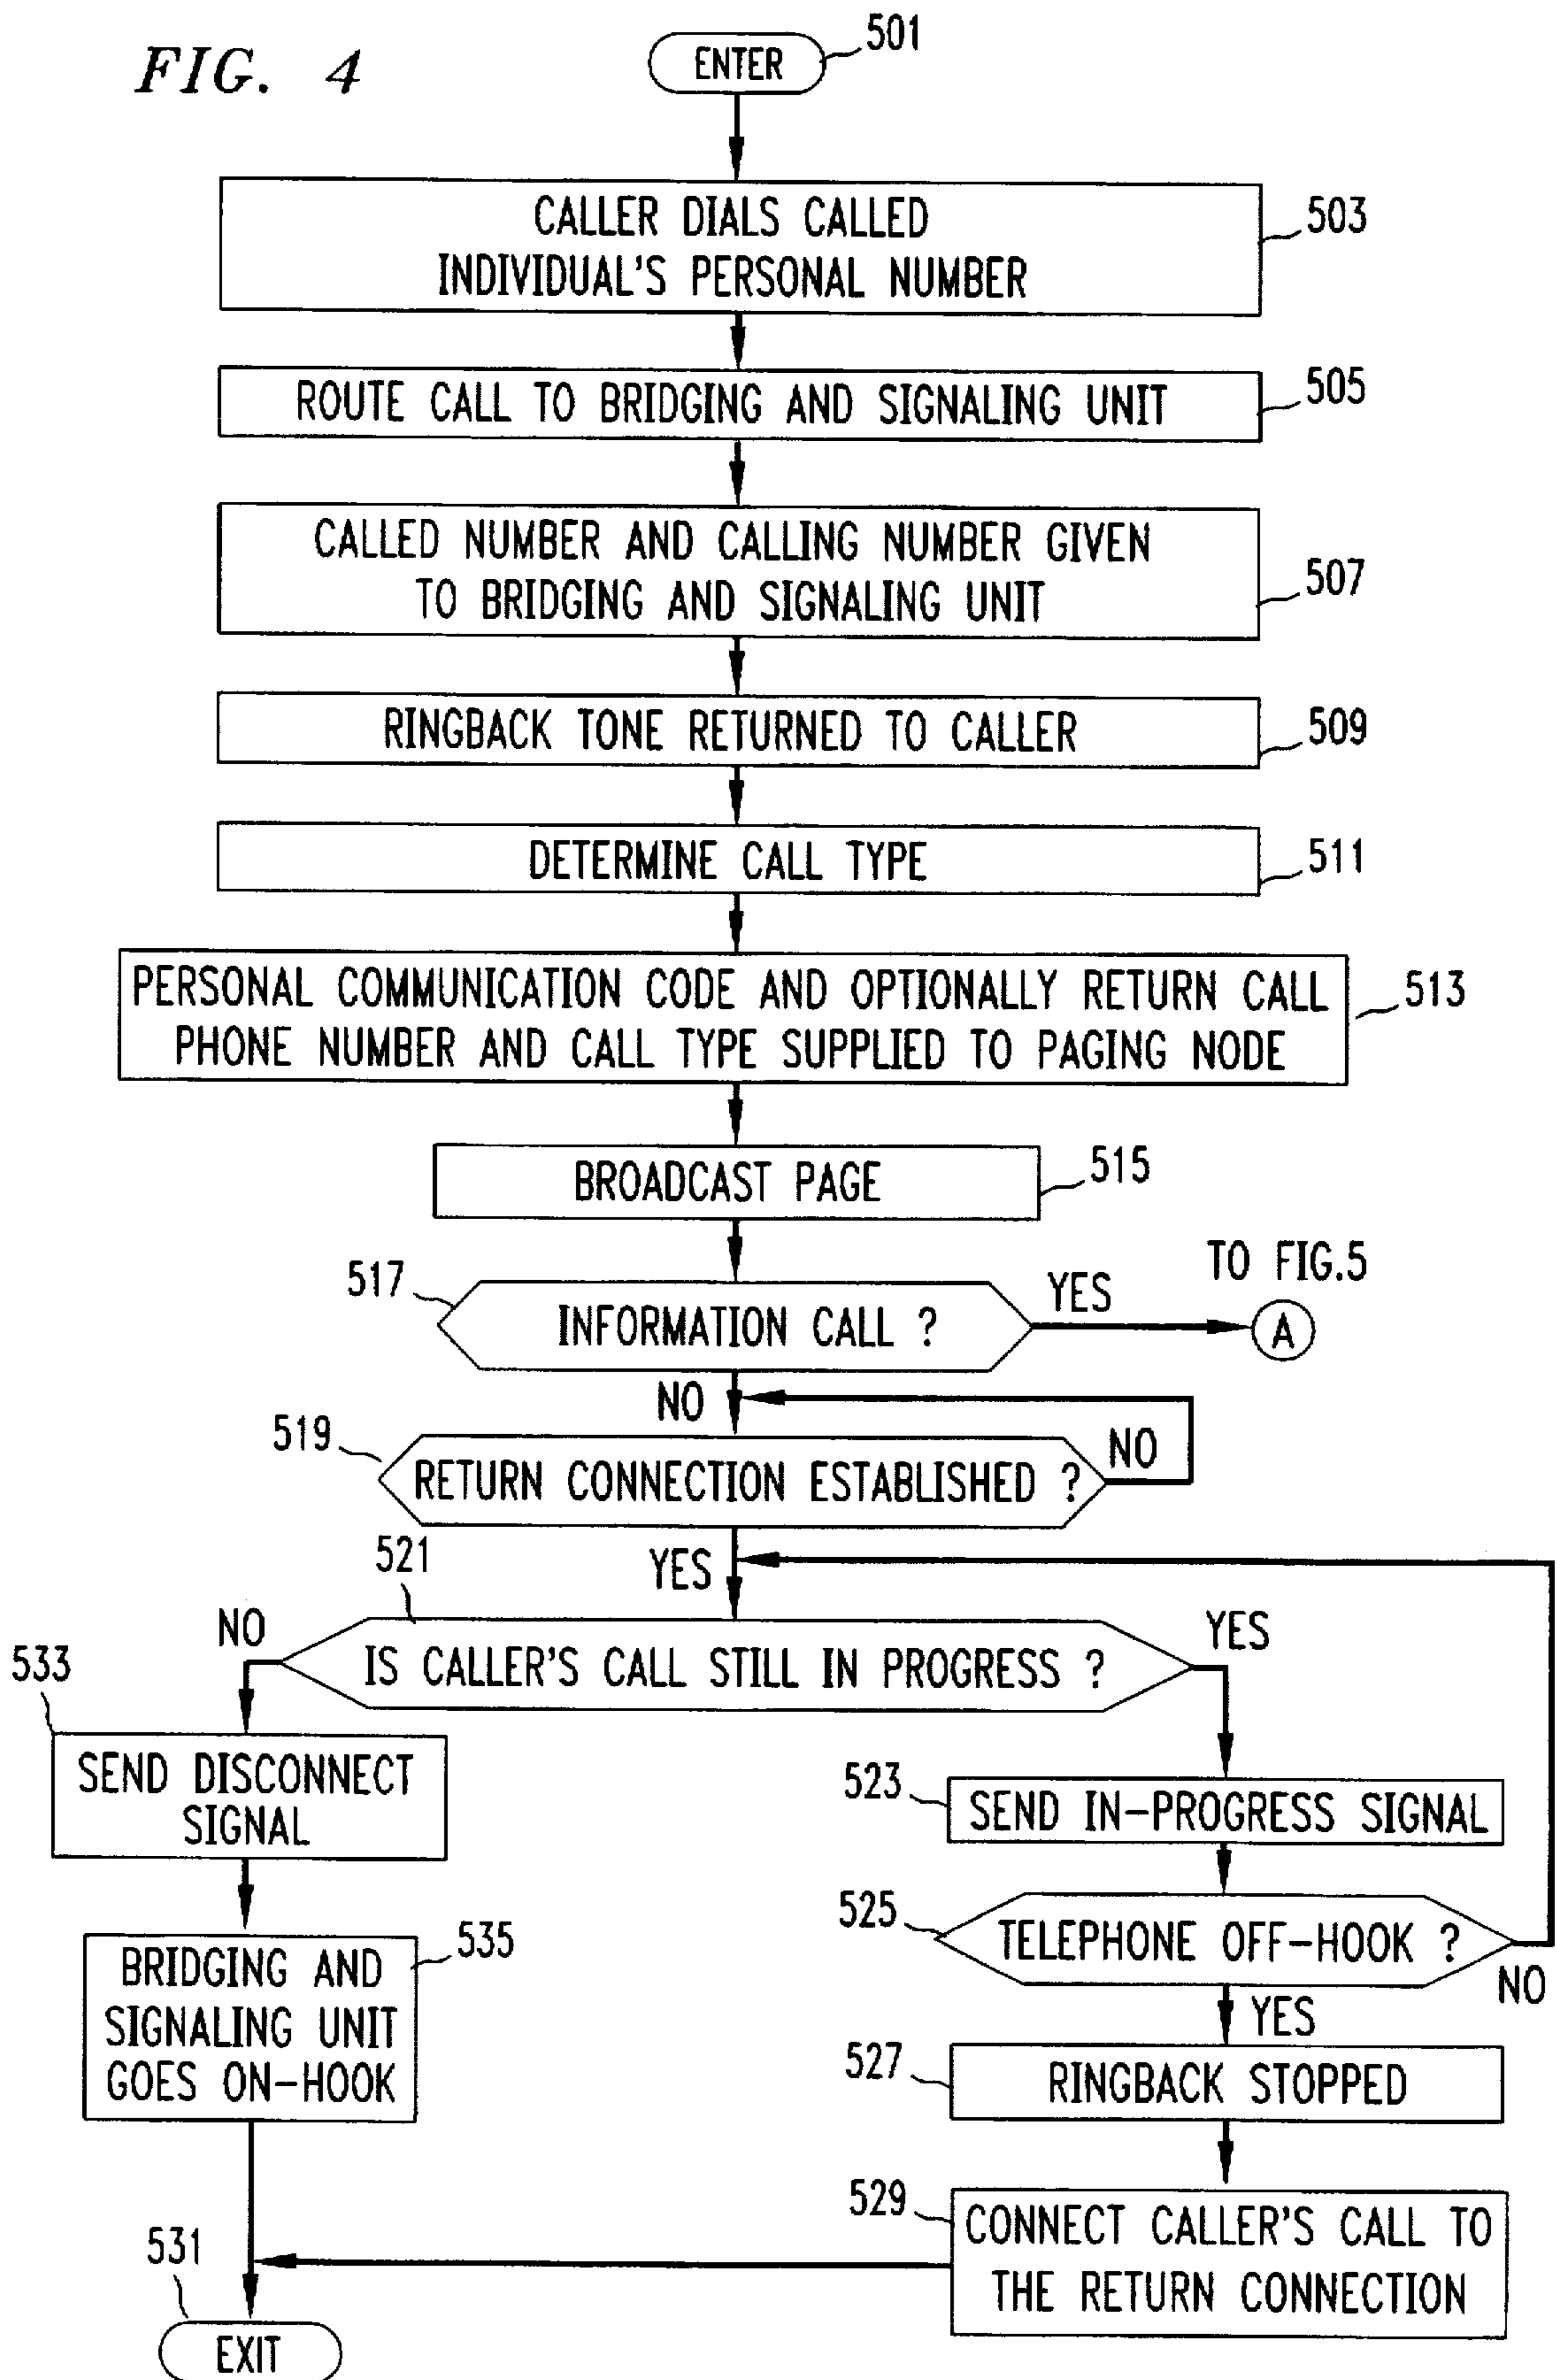 FIG. 4
ENTER
501
CALLER DIALS CALLED
INDIVIDUAL'S PERSONAL NUMBER
503
ROUTE CALL TO BRIDGING AND SIGNALING UNIT
505
CALLED NUMBER AND CALLING NUMBER GIVEN
TO BRIDGING AND SIGNALING UNIT
507
RINGBACK TONE RETURNED TO CALLER
509
DETERMINE CALL TYPE
511
PERSONAL COMMUNICATION CODE AND OPTIONALLY RETURN CALL
PHONE NUMBER AND CALL TYPE SUPPLIED TO PAGING NODE
513
BROADCAST PAGE
515
517
INFORMATION CALL ?
YES
TO FIG.5
A
NO
519
RETURN CONNECTION ESTABLISHED ?
NO
YES
521
IS CALLER'S CALL STILL IN PROGRESS ?
NO
YES
533
SEND DISCONNECT
SIGNAL
523
SEND IN-PROGRESS SIGNAL
525
TELEPHONE OFF-HOOK ?
NO
YES
535
BRIDGING AND
SIGNALING UNIT
GOES ON-HOOK
527
RINGBACK STOPPED
529
CONNECT CALLER'S CALL TO
THE RETURN CONNECTION
531
EXIT